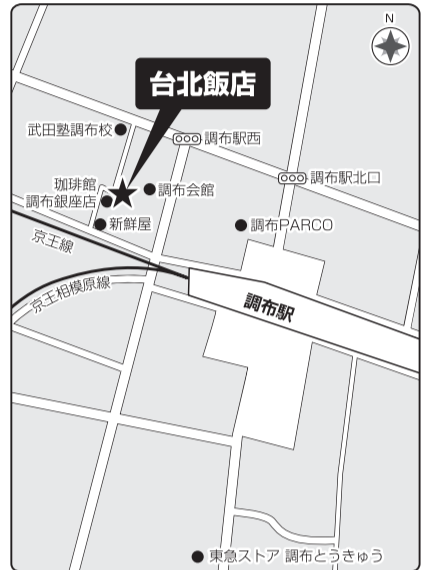 N
台北飯店
武田塾調布校
調布駅西
調布駅北口
珈琲館
調布銀座店
調布会館
新鮮屋
調布PARCO
京王線
京王相模原線
調布駅
東急ストア 調布とうきゅう